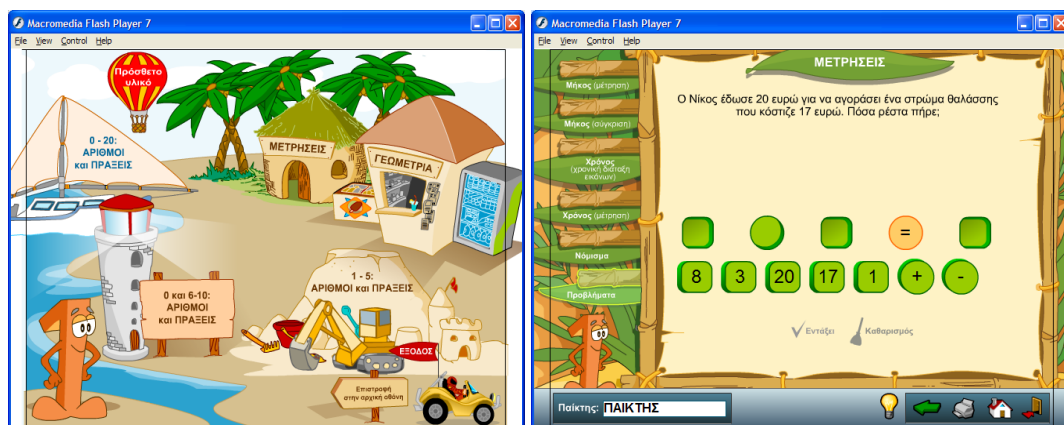 Macromedia Flash Player 7
File View Control Help
Πρόσθετο
υλικό
0 - 20:
ΑΡΙΘΜΟΙ
και ΠΡΑΞΕΙΣ
ΜΕΤΡΗΣΕΙΣ
ΓΕΩΜΕΤΡΙΑ
1 - 5:
ΑΡΙΘΜΟΙ και ΠΡΑΞΕΙΣ
0 και 6-10:
ΑΡΙΘΜΟΙ
και ΠΡΑΞΕΙΣ
ΕΞΟΔΟΣ
Επιστροφή
στην αρχική οθόνη
Macromedia Flash Player 7
File View Control Help
ΜΕΤΡΗΣΕΙΣ
Μήκος (μέτρηση)
Μήκος (σύγκριση)
Χρόνος
(χρονική διάταξη
εικόνων)
Χρόνος (μέτρηση)
Νόμισμα
Προβλήματα
Ο Νίκος έδωσε 20 ευρώ για να αγοράσει ένα στρώμα θαλάσσης
που κόστιζε 17 ευρώ. Πόσα ρέστα πήρε;
=
8 3 20 17 1 + -
Εντάξει Καθαρισμός
Παίκτης: ΠΑΙΚΤΗΣ